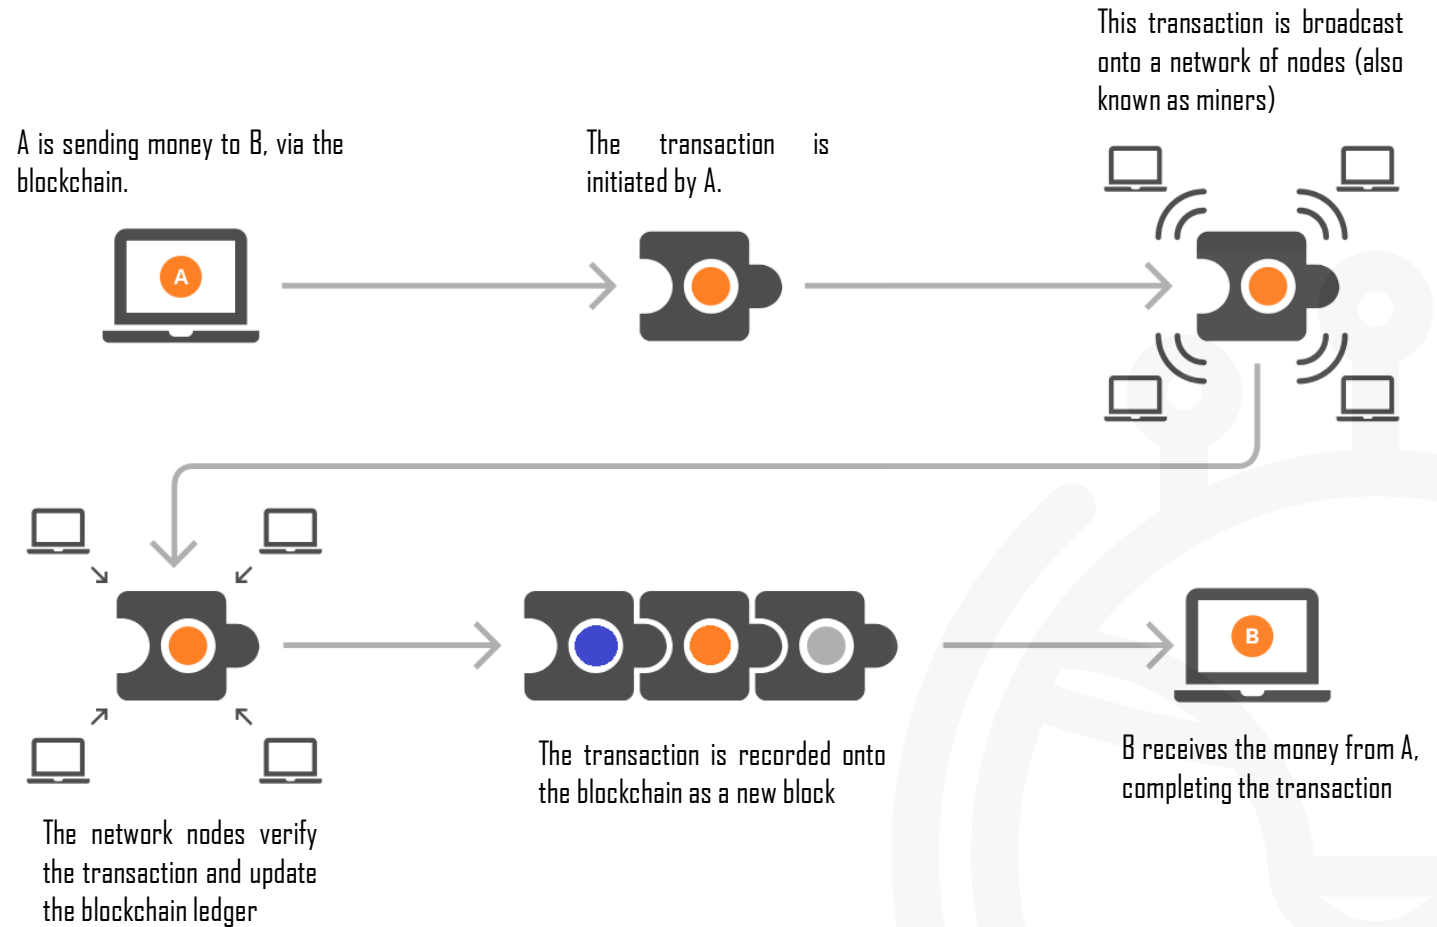 A is sending money to B, via the
blockchain.
The transaction is
initiated by A.
This transaction is broadcast
onto a network of nodes (also
known as miners)
A
B
The network nodes verify
the transaction and update
the blockchain ledger
The transaction is recorded onto
the blockchain as a new block
B receives the money from A,
completing the transaction